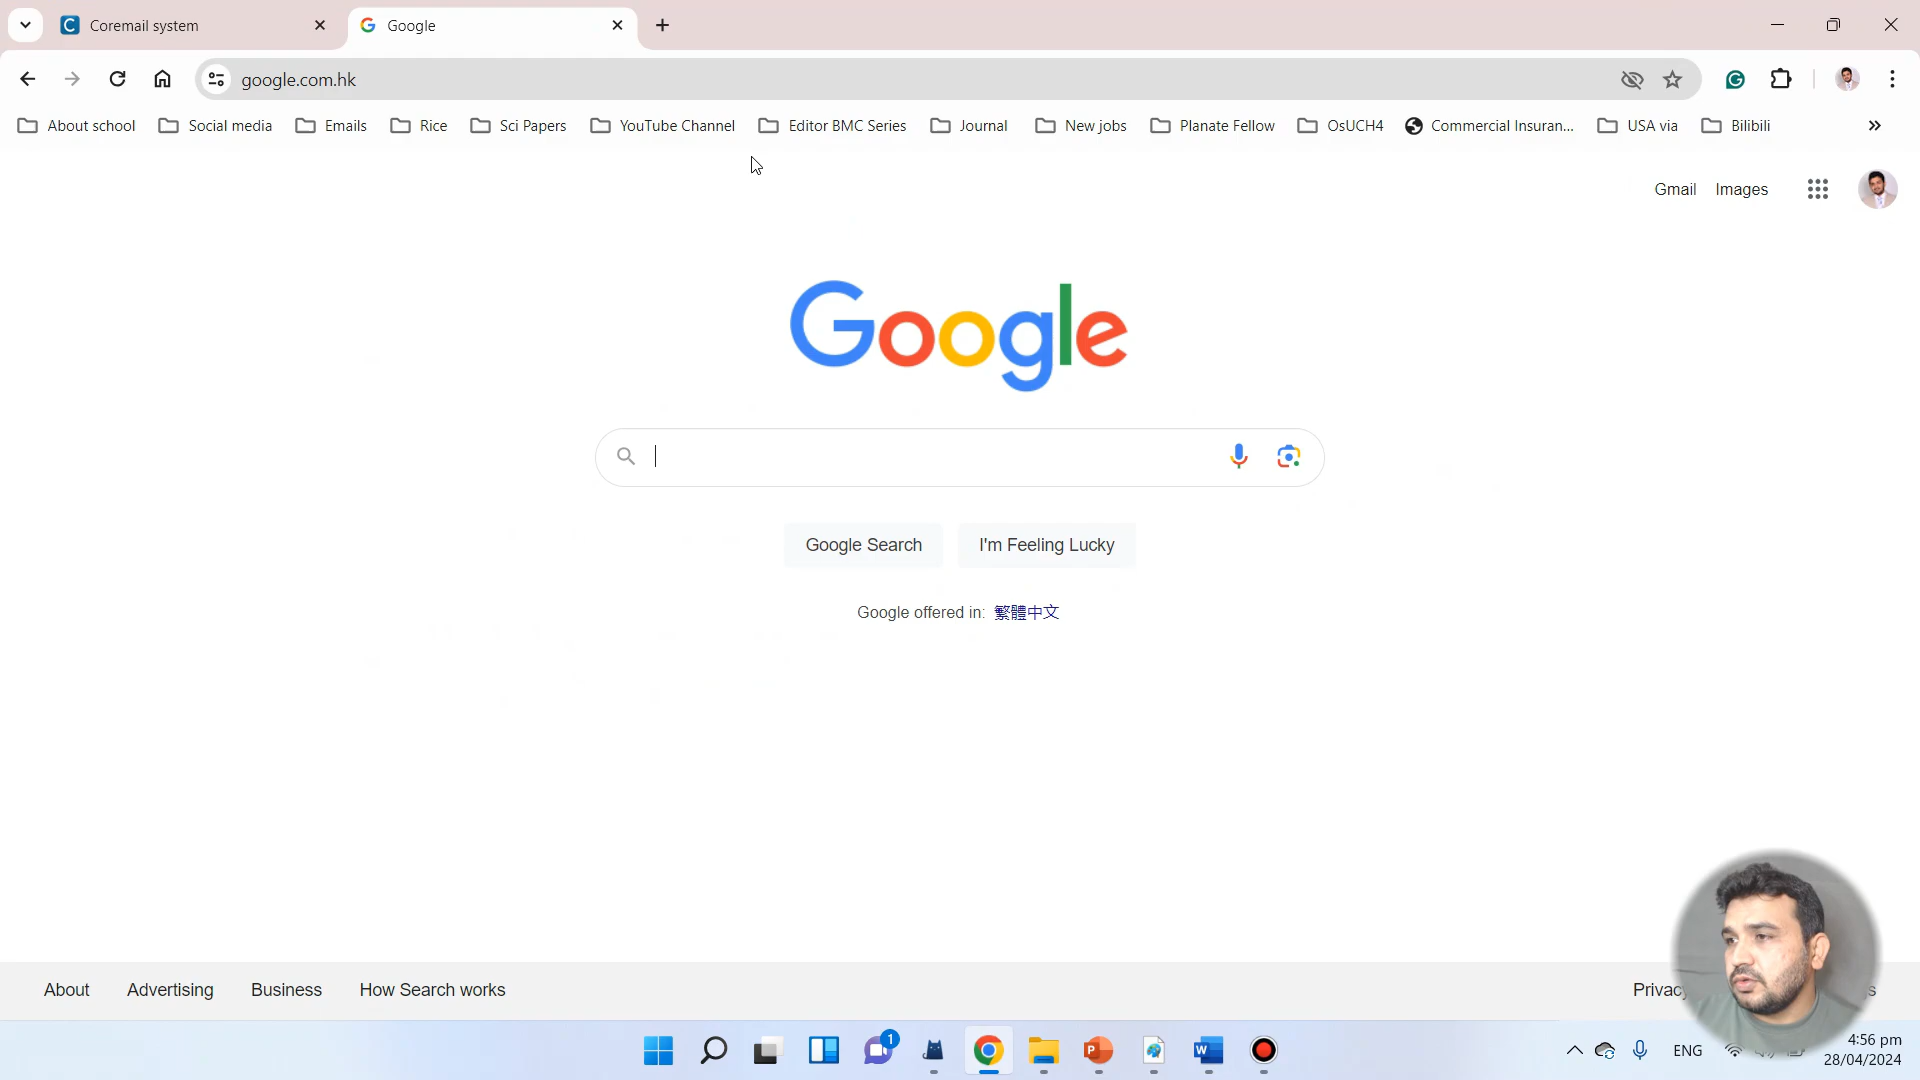 Coremail system
Google
google.com.hk
About school
Social media
Emails
Rice
Sci Papers
YouTube Channel
Editor BMC Series
Journal
New jobs
Planate Fellow
OsUCH4
Commercial Insuran...
USA via
Bilibili
Gmail
Images
Google
Google Search
I'm Feeling Lucky
Google offered in: 繁體中文
About
Advertising
Business
How Search works
Privacy
1
ENG
4:56 pm
28/04/2024